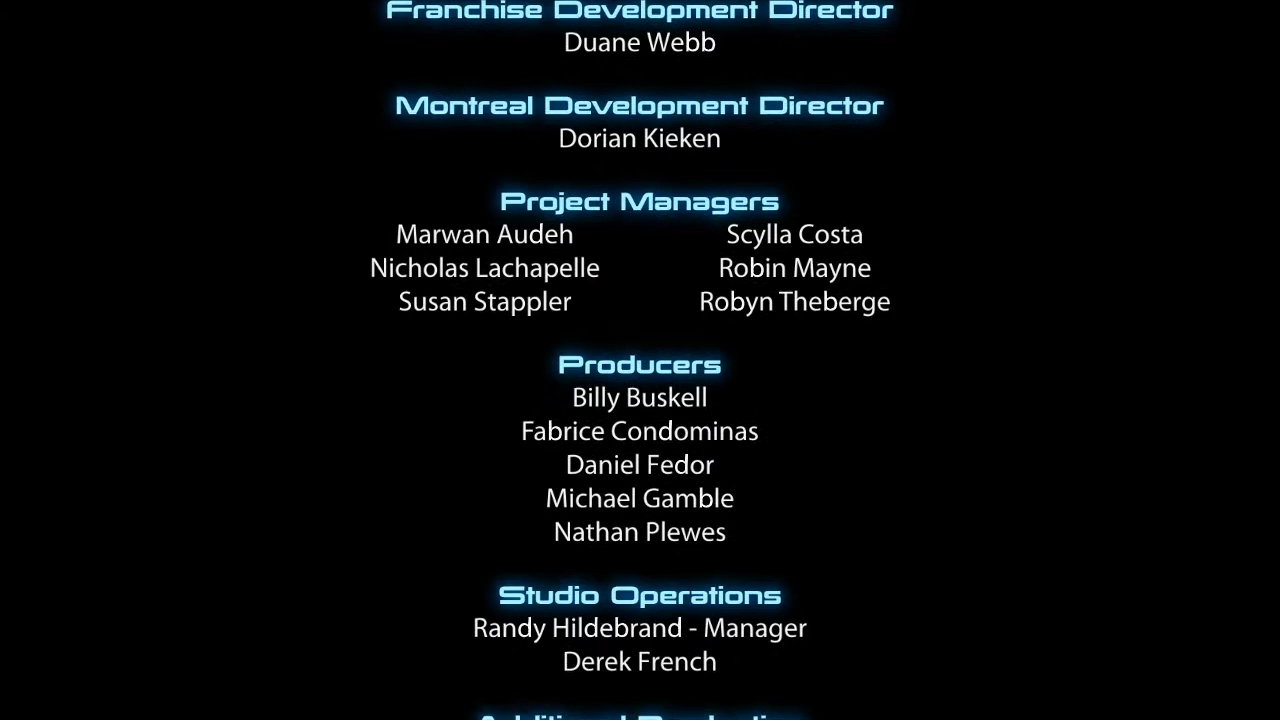 Franchise Development Director
Duane Webb
Montreal Development Director
Dorian Kieken
Project Managers
Marwan Audeh Scylla Costa
Nicholas Lachapelle Robin Mayne
Susan Stappler Robyn Theberge
Producers
Billy Buskell
Fabrice Condominas
Daniel Fedor
Michael Gamble
Nathan Plewes
Studio Operations
Randy Hildebrand - Manager
Derek French